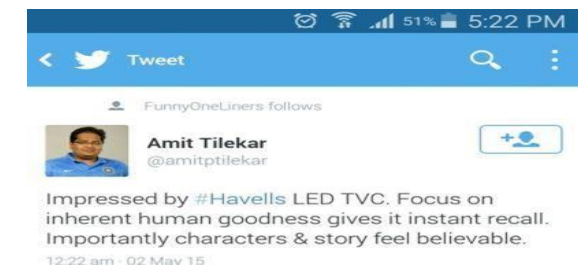 51% 5:22 PM
Tweet
FunnyOneLiners follows
Amit Tilekar
@amitptilekar
Impressed by #Havells LED TVC. Focus on
inherent human goodness gives it instant recall.
Importantly characters & story feel believable.
12:22 am · 02 May 15